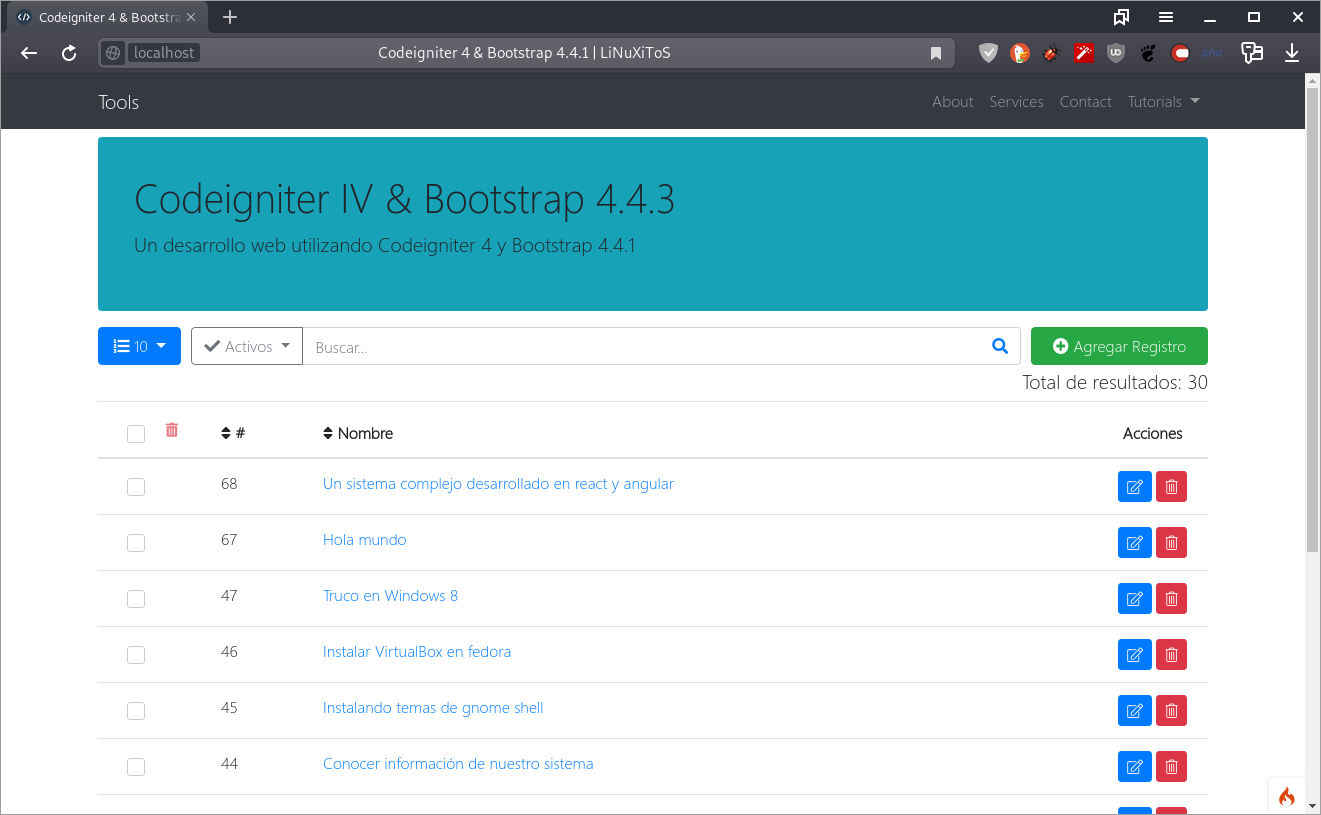 Codeigniter 4 & Bootstra
localhost
Codeigniter 4 & Bootstrap 4.4.1 | LiNuXiToS
php
Tools
About Services Contact Tutorials
Codeigniter IV & Bootstrap 4.4.3
Un desarrollo web utilizando Codeigniter 4 y Bootstrap 4.4.1
10 Activos Buscar... Agregar Registro
Total de resultados: 30
# Nombre Acciones
68 Un sistema complejo desarrollado en react y angular
67 Hola mundo
47 Truco en Windows 8
46 Instalar VirtualBox en fedora
45 Instalando temas de gnome shell
44 Conocer información de nuestro sistema